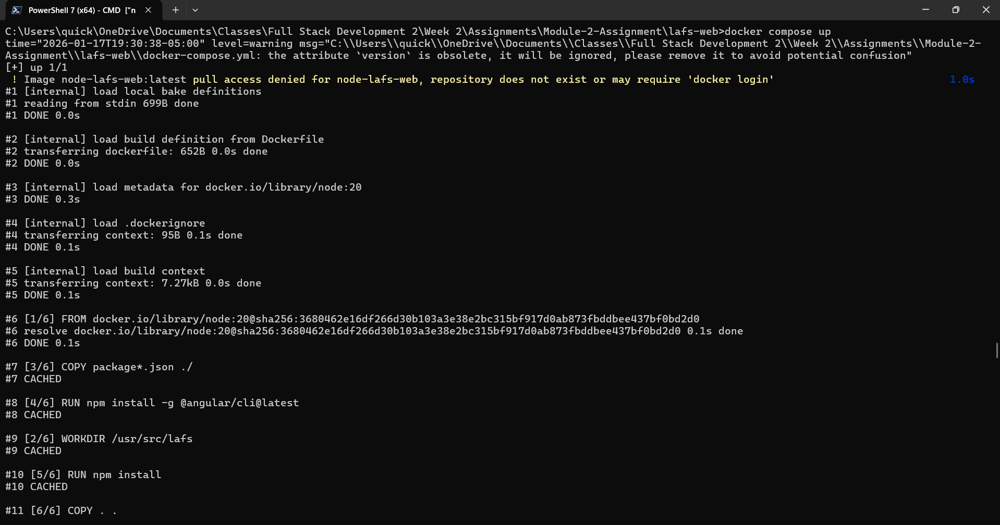 PowerShell 7 (x64) - CMD ["n
C:\Users\quick\OneDrive\Documents\Classes\Full Stack Development 2\Week 2\Assignments\Module-2-Assignment\lafs-web>docker compose up
time="2026-01-17T19:30:38-05:00" level=warning msg="C:\\Users\\quick\\OneDrive\\Documents\\Classes\\Full Stack Development 2\\Week 2\\Assignments\\Module-2-
Assignment\\lafs-web\\docker-compose.yml: the attribute `version` is obsolete, it will be ignored, please remove it to avoid potential confusion"
[+] up 1/1
! Image node-lafs-web:latest pull access denied for node-lafs-web, repository does not exist or may require 'docker login' 1.0s
#1 [internal] load local bake definitions
#1 reading from stdin 699B done
#1 DONE 0.0s
#2 [internal] load build definition from Dockerfile
#2 transferring dockerfile: 652B 0.0s done
#2 DONE 0.0s
#3 [internal] load metadata for docker.io/library/node:20
#3 DONE 0.3s
#4 [internal] load .dockerignore
#4 transferring context: 95B 0.1s done
#4 DONE 0.1s
#5 [internal] load build context
#5 transferring context: 7.27kB 0.0s done
#5 DONE 0.1s
#6 [1/6] FROM docker.io/library/node:20@sha256:3680462e16df266d30b103a3e38e2bc315bf917d0ab873fbddbee437bf0bd2d0
#6 resolve docker.io/library/node:20@sha256:3680462e16df266d30b103a3e38e2bc315bf917d0ab873fbddbee437bf0bd2d0 0.1s done
#6 DONE 0.1s
#7 [3/6] COPY package*.json ./
#7 CACHED
#8 [4/6] RUN npm install -g @angular/cli@latest
#8 CACHED
#9 [2/6] WORKDIR /usr/src/lafs
#9 CACHED
#10 [5/6] RUN npm install
#10 CACHED
#11 [6/6] COPY . .